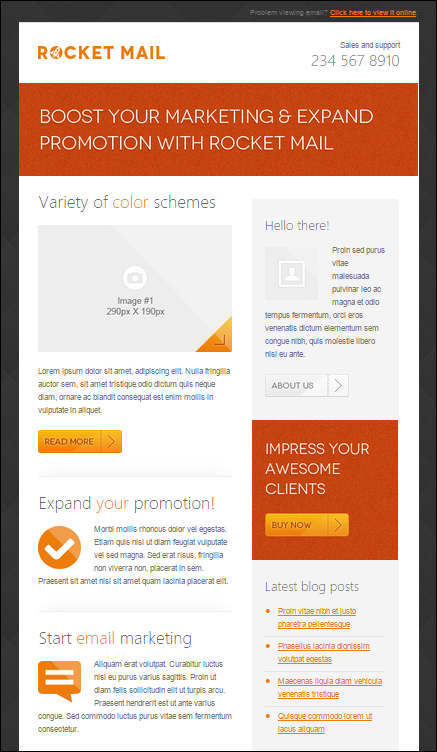 Problem viewing email? Click here to view it online
ROCKET MAIL
Sales and support
234 567 8910
BOOST YOUR MARKETING & EXPAND
PROMOTION WITH ROCKET MAIL
Variety of color schemes
Image #1
290px X 190px
Lorem ipsum dolor sit amet, adipiscing elit. Nulla fringilla
auctor sem, sit amet tristique odio dictum quis neque
diam, ornare ac blandit consequat est enim mollis in
vulputate in aliquet.
READ MORE
Expand your promotion!
Morbi mollis rhoncus dolor vel egestas.
Etiam quis nisl ut diam feugiat vulputate
vel sed magna. Sed erat risus, fringilla
non viverra non, placerat in sem.
Praesent sit amet nisl sit amet quam lacinia placerat elit.
Start email marketing
Aliquam erat volutpat. Curabitur luctus
nisl eu purus varius sagittis. Proin ut
diam felis sollicitudin elit ut turpis arcu.
Praesent hendrerit est ut ante varius
congue. Sed commodo luctus purus vitae sem fermentum
consectetur.
Hello there!
Proin sed purus
vitae
malesuada
pulvinar leo ac
magna et odio
tempus fermentum, orci eros
venenatis dictum elementum sem
congue nibh, quis molestie libero
nisl eu ante.
ABOUT US
IMPRESS YOUR
AWESOME
CLIENTS
BUY NOW
Latest blog posts
Proin vitae nibh et justo
pharetra pellentesque
Phasellus lacinia dignissim
volutpat egestas
Maecenas ligula diam vehicula
venenatis tristique
Quisque commodo lorem ut
lacus aliquam